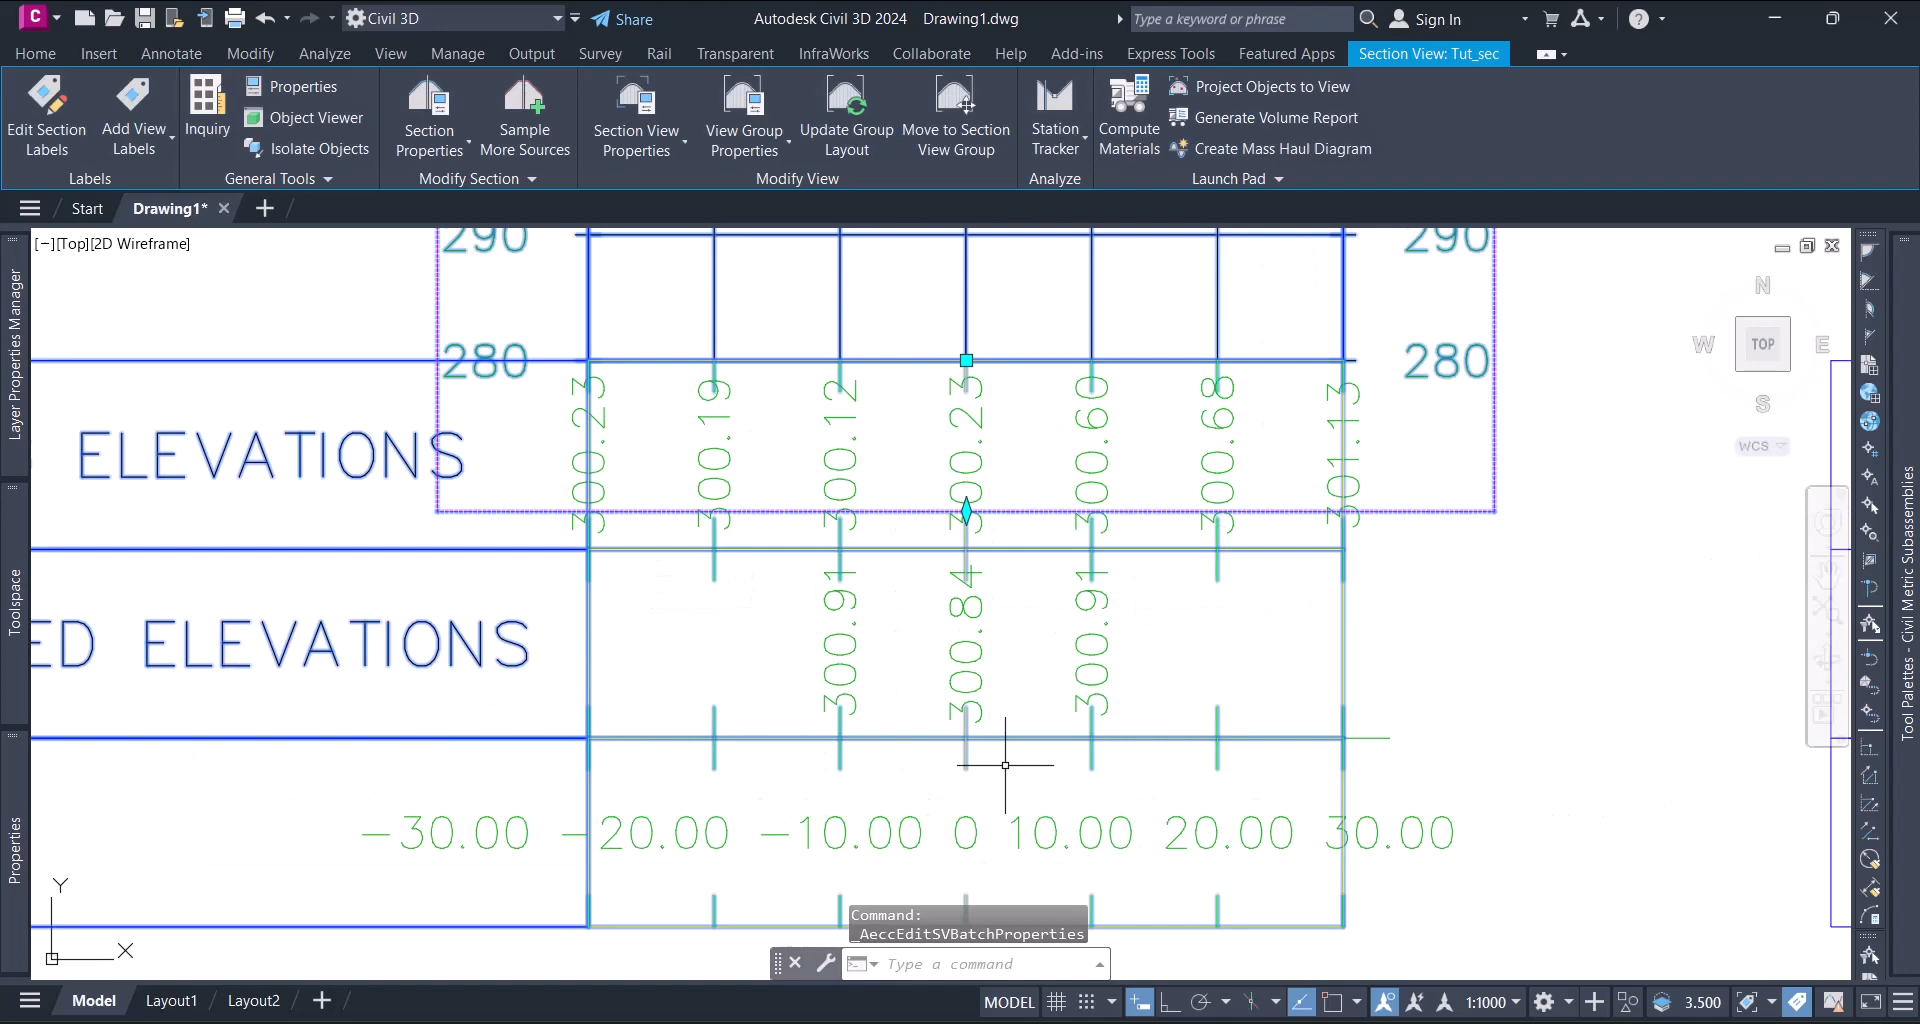 Civil 3D
Share
Autodesk Civil 3D 2024 Drawing1.dwg
Type a keyword or phrase
Sign In
Home Insert Annotate Modify Analyze View Manage Output Survey Rail Transparent InfraWorks Collaborate Help Add-ins Express Tools Featured Apps Section View: Tut_sec
Edit Section Labels
Add View Labels
Labels
Inquiry
Properties
Object Viewer
Isolate Objects
General Tools
Section Properties
Sample More Sources
Modify Section
Section View Properties
View Group Properties
Update Group Layout
Move to Section View Group
Modify View
Station Tracker
Analyze
Compute Materials
Project Objects to View
Generate Volume Report
Create Mass Haul Diagram
Launch Pad
Start Drawing1*
[−][Top][2D Wireframe]
290 290
280 280
ELEVATIONS
300.23 300.19 300.12 300.23 300.60 300.68 301.13
ED ELEVATIONS
300.91 300.84 300.91
−30.00 −20.00 −10.00 0 10.00 20.00 30.00
N
W TOP E
S
WCS
Y
X
Layer Properties Manager
Toolspace
Properties
Tool Palettes - Civil Metric Subassemblies
Command:
_AeccEditSVBatchProperties
Type a command
Model Layout1 Layout2
MODEL
1:1000
3.500